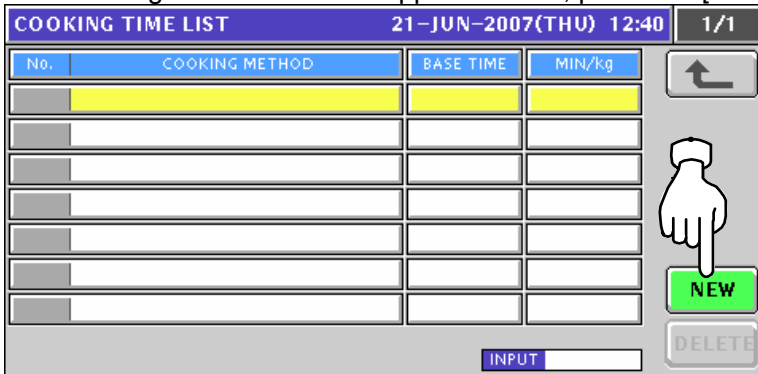 COOKING TIME LIST 21-JUN-2007(THU) 12:40 1/1
No. COOKING METHOD BASE TIME MIN/kg
NEW
DELETE
INPUT